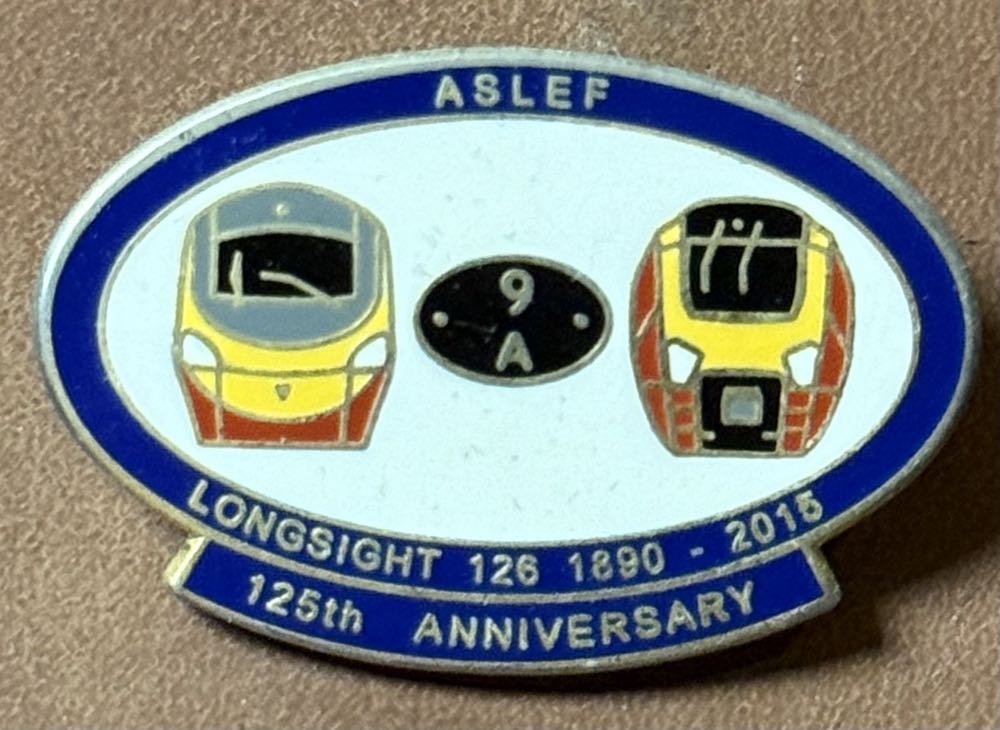 ASLEF
9
A
LONGSIGHT 126 1890 - 2015
125th ANNIVERSARY